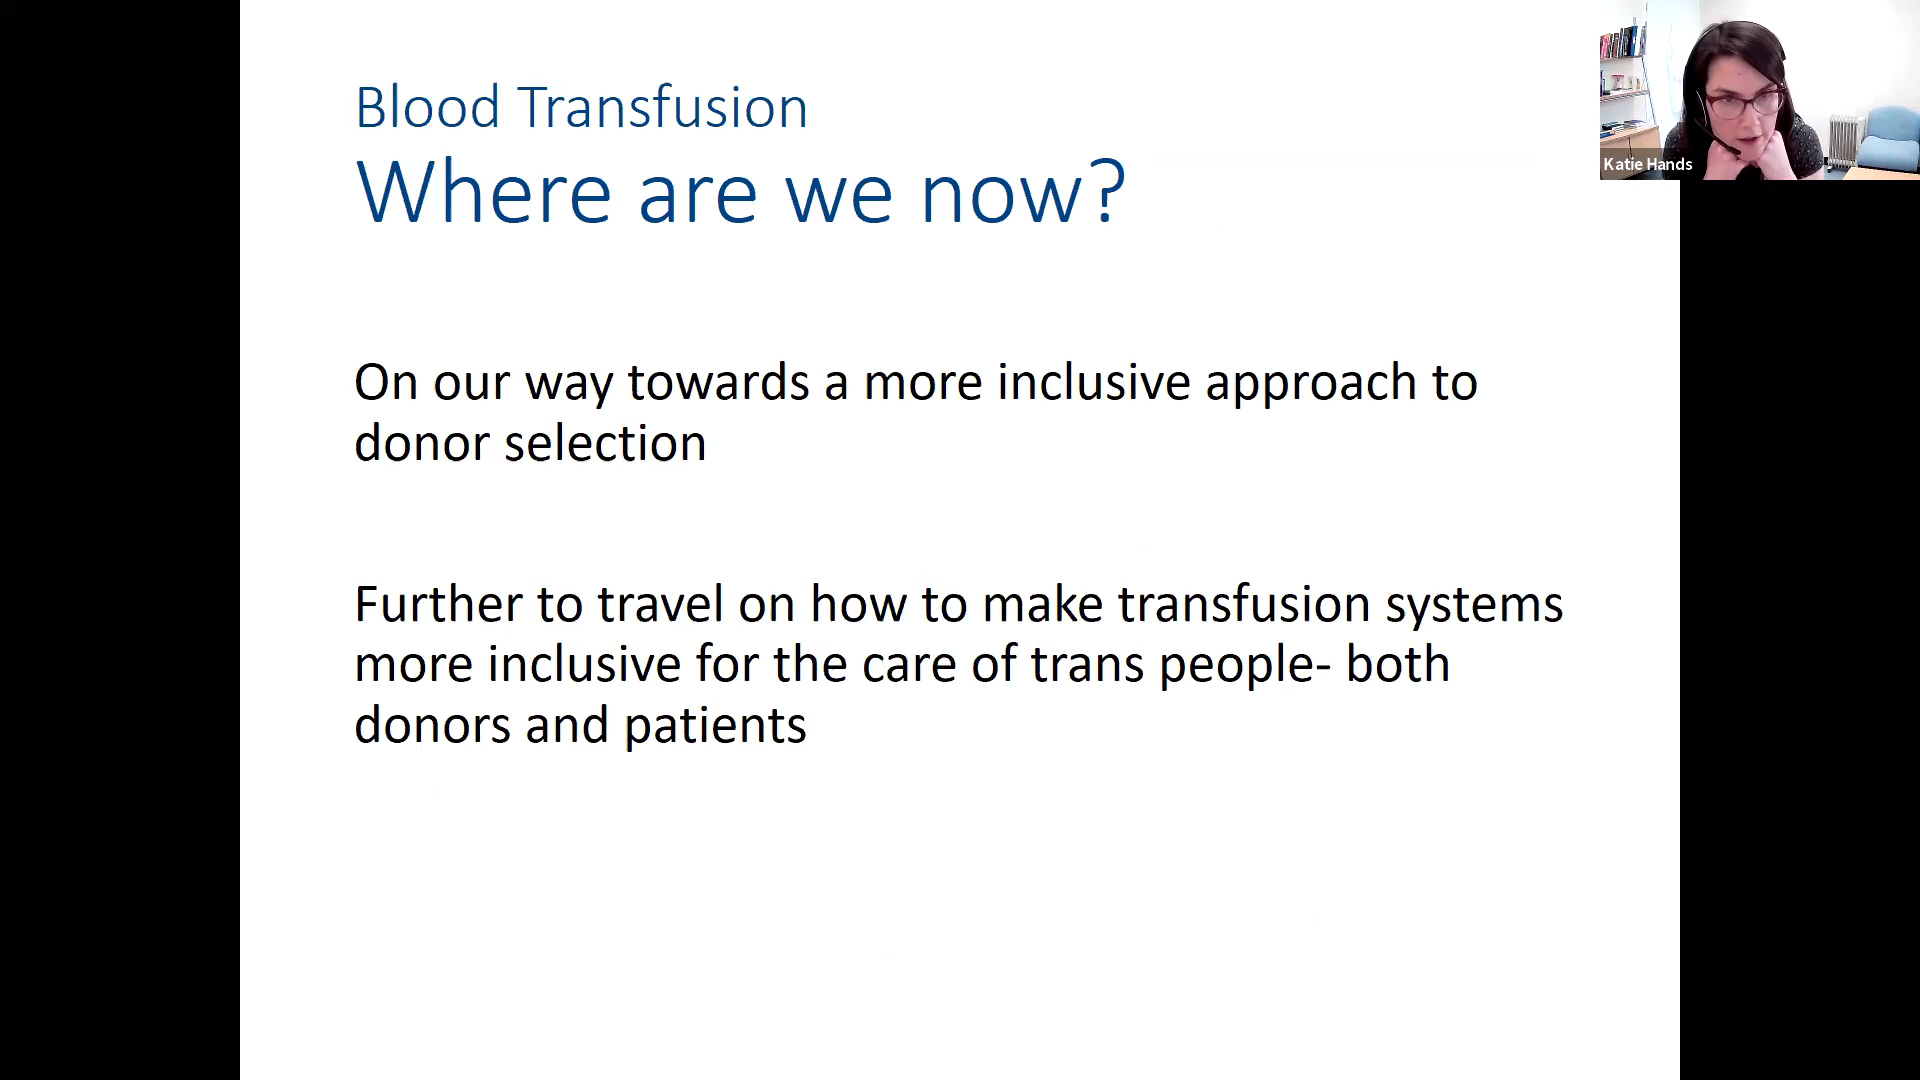 Blood Transfusion
Where are we now?
Katie Hands
On our way towards a more inclusive approach to
donor selection
Further to travel on how to make transfusion systems
more inclusive for the care of trans people- both
donors and patients